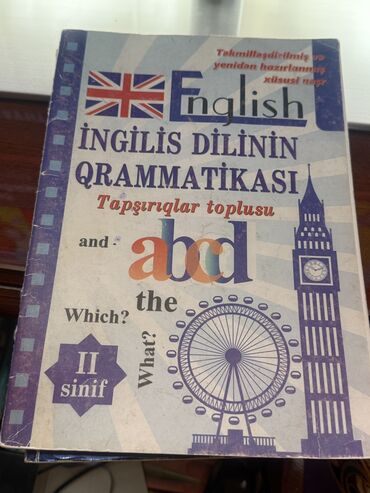 Təkmilləşdirilmiş və
yenidən hazırlanmış
xüsusi nəşr
English
İNGİLİS DİLİNİN
QRAMMATİKASI
Tapşırıqlar toplusu
and
abcd
the
Which?
What?
II
sinif